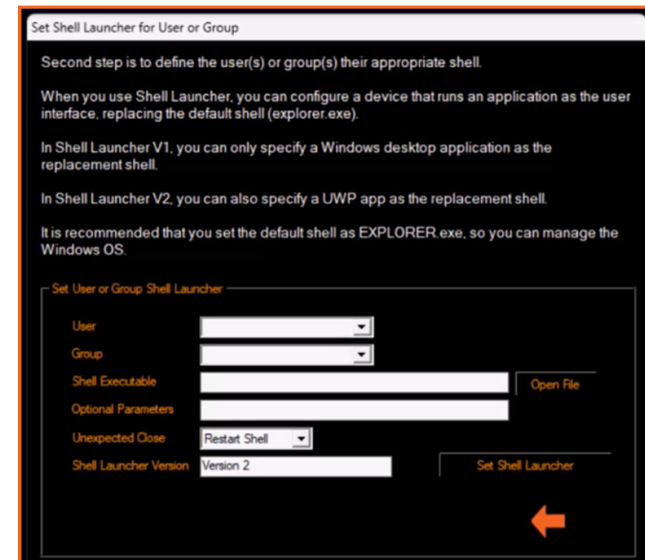 Set Shell Launcher for User or Group
Second step is to define the user(s) or group(s) their appropriate shell.
When you use Shell Launcher, you can configure a device that runs an application as the user
interface, replacing the default shell (explorer.exe).
In Shell Launcher V1, you can only specify a Windows desktop application as the
replacement shell.
In Shell Launcher V2, you can also specify a UWP app as the replacement shell.
It is recommended that you set the default shell as EXPLORER.exe, so you can manage the
Windows OS.
Set User or Group Shell Launcher
User
Group
Shell Executable Open File
Optional Parameters
Unexpected Close Restart Shell
Shell Launcher Version Version 2 Set Shell Launcher